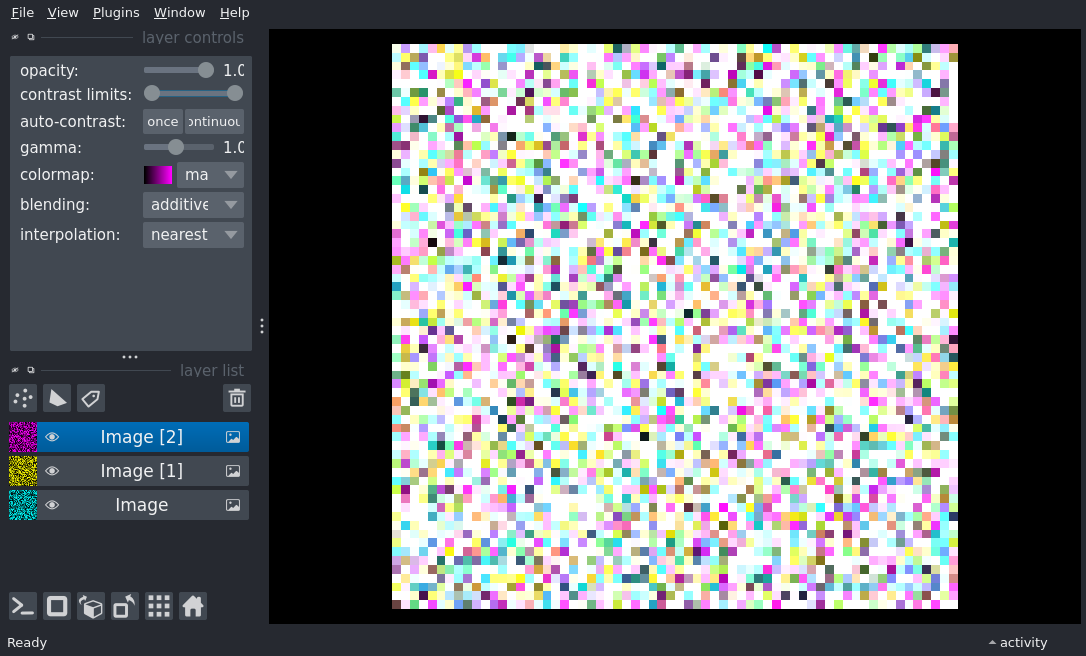 File View Plugins Window Help
layer controls
opacity: 1.0
contrast limits:
auto-contrast: once ontinuou
gamma: 1.0
colormap: ma
blending: additive
interpolation: nearest
layer list
Image [2]
Image [1]
Image
Ready
activity